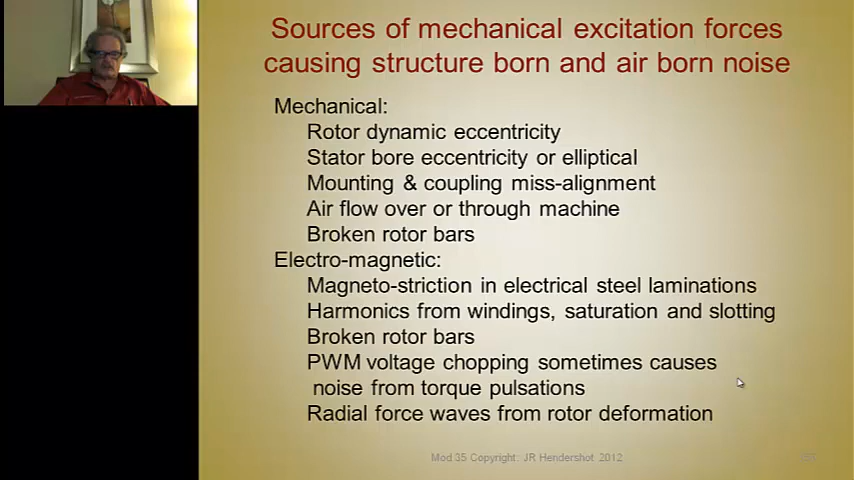 Sources of mechanical excitation forces
causing structure born and air born noise
Mechanical:
Rotor dynamic eccentricity
Stator bore eccentricity or elliptical
Mounting & coupling miss-alignment
Air flow over or through machine
Broken rotor bars
Electro-magnetic:
Magneto-striction in electrical steel laminations
Harmonics from windings, saturation and slotting
Broken rotor bars
PWM voltage chopping sometimes causes
noise from torque pulsations
Radial force waves from rotor deformation
Mod 35 Copyright: JR Hendershot 2012